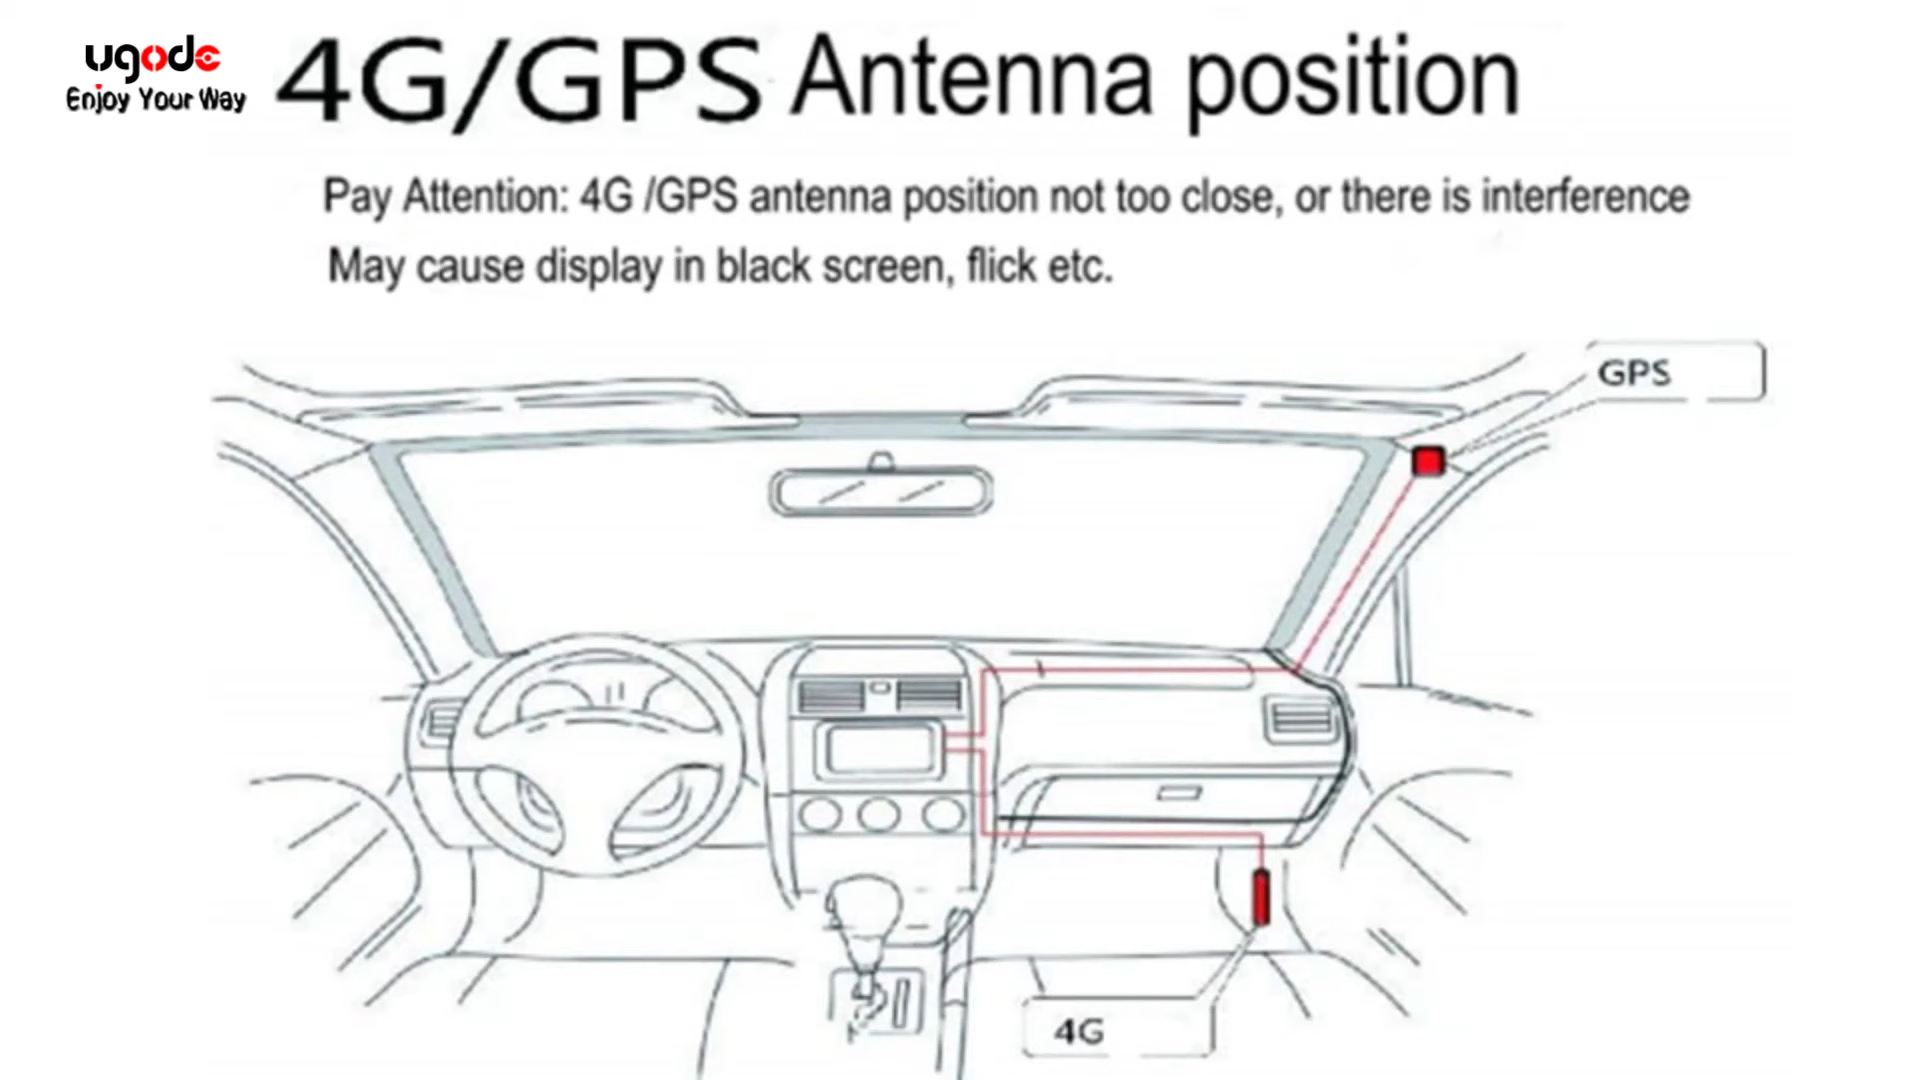 ugode
Enjoy Your Way
4G/GPS Antenna position
Pay Attention: 4G /GPS antenna position not too close, or there is interference
May cause display in black screen, flick etc.
GPS
4G